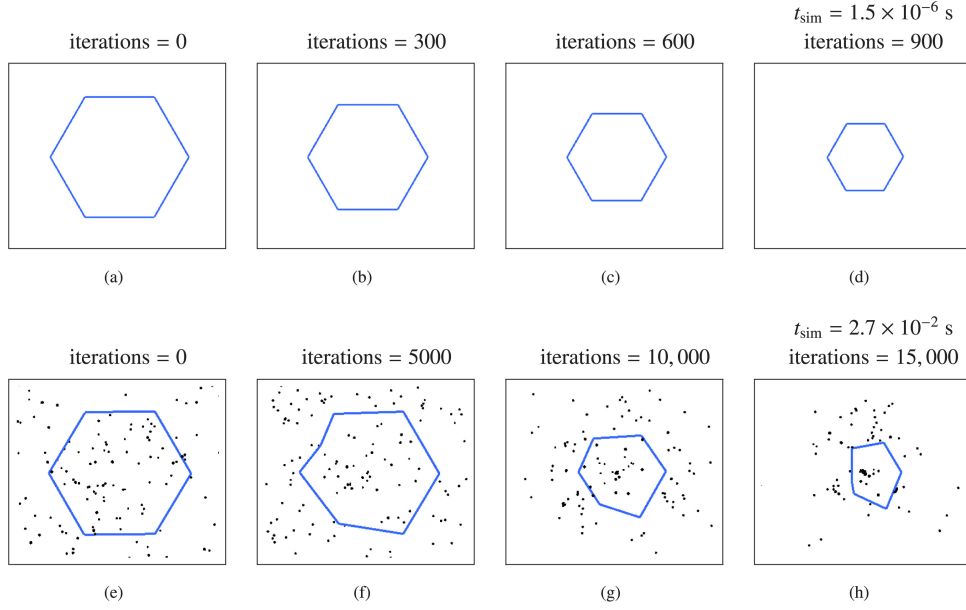 t_sim = 1.5 × 10⁻⁶ s
iterations = 0
iterations = 300
iterations = 600
iterations = 900
(a)
(b)
(c)
(d)
t_sim = 2.7 × 10⁻² s
iterations = 0
iterations = 5000
iterations = 10,000
iterations = 15,000
(e)
(f)
(g)
(h)